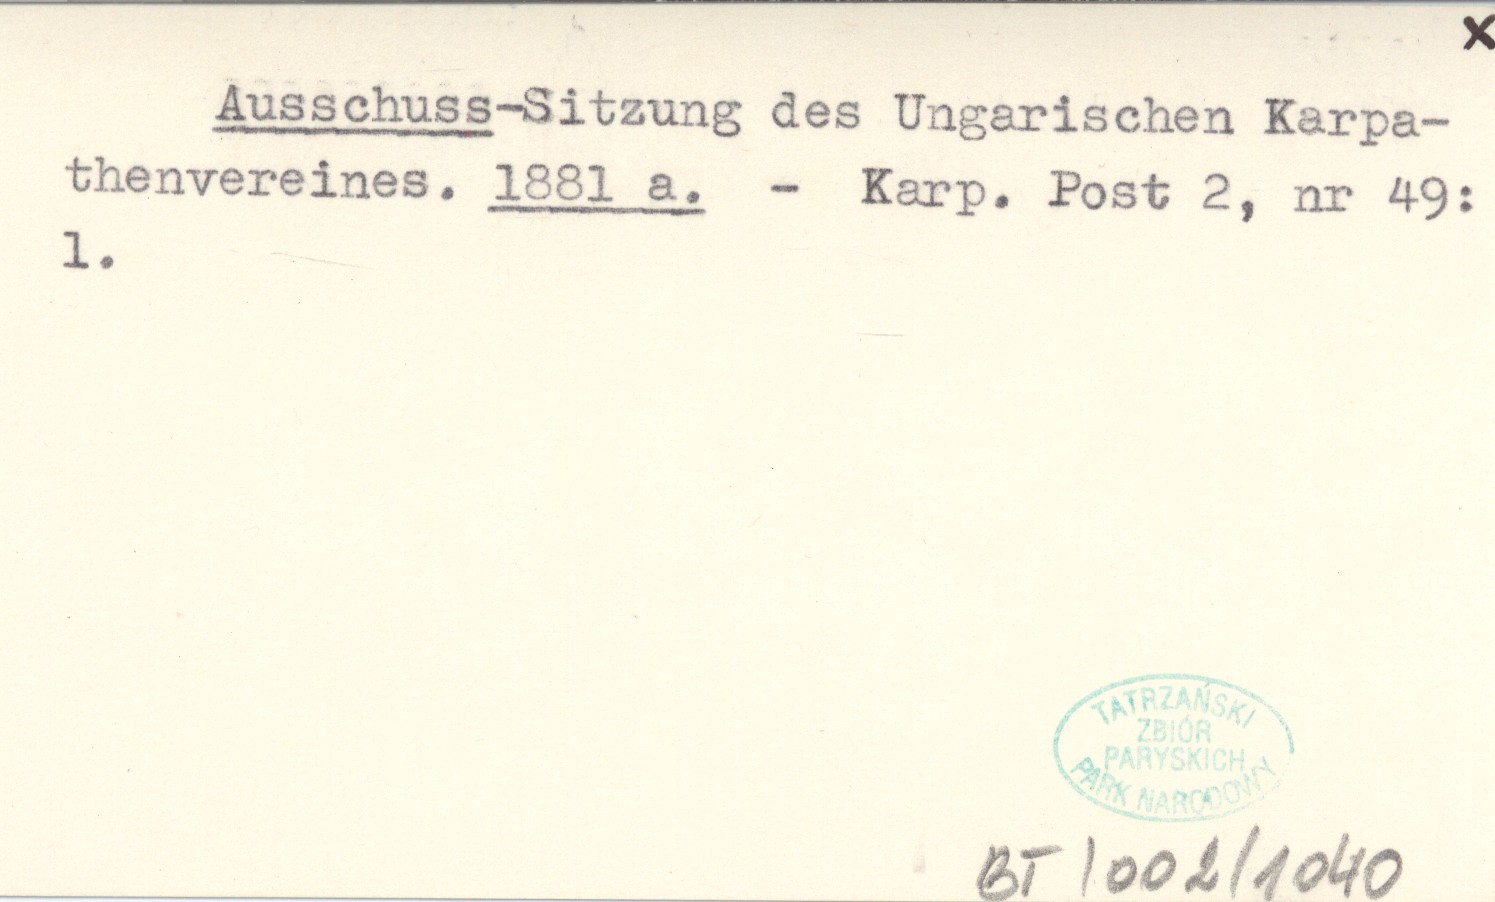 x
Ausschuss-Sitzung des Ungarischen Karpa-
thenvereines. 1881 a. - Karp. Post 2, nr 49:
1.
TATRZAŃSKI
ZBIÓR
PARYSKICH
PARK NARODOWY
BT/002/1040